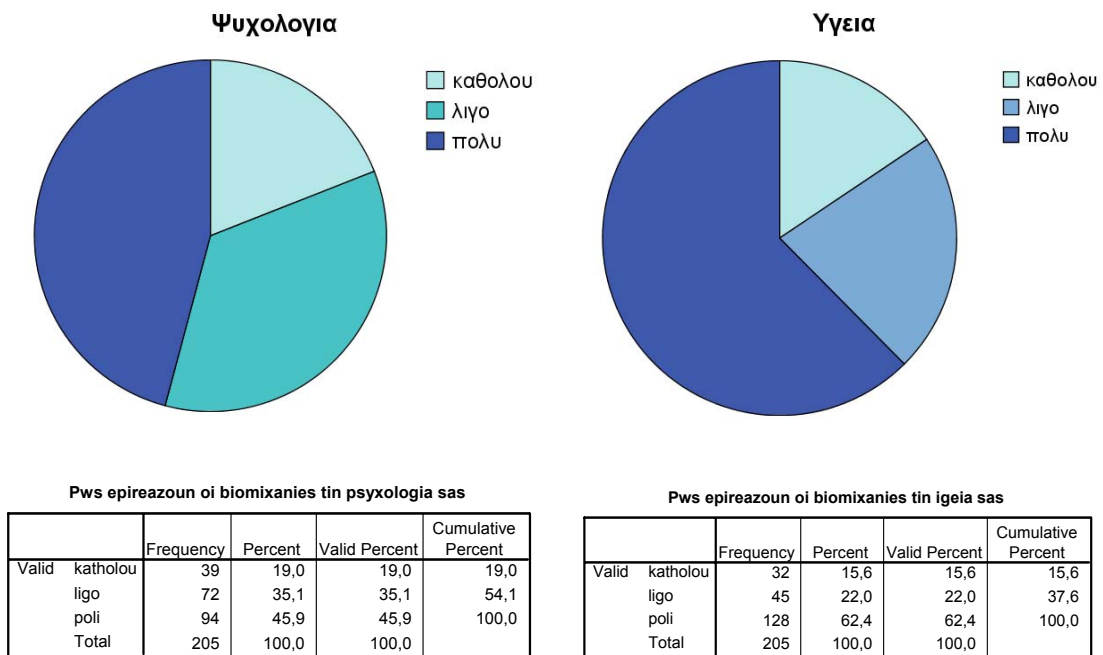 Ψυχολογια
καθολου
λιγο
πολυ
Υγεια
καθολου
λιγο
πολυ
Pws epireazoun oi biomixanies tin psyxologia sas
Frequency Percent Valid Percent Cumulative Percent
Valid katholou 39 19,0 19,0 19,0
ligo 72 35,1 35,1 54,1
poli 94 45,9 45,9 100,0
Total 205 100,0 100,0
Pws epireazoun oi biomixanies tin igeia sas
Frequency Percent Valid Percent Cumulative Percent
Valid katholou 32 15,6 15,6 15,6
ligo 45 22,0 22,0 37,6
poli 128 62,4 62,4 100,0
Total 205 100,0 100,0